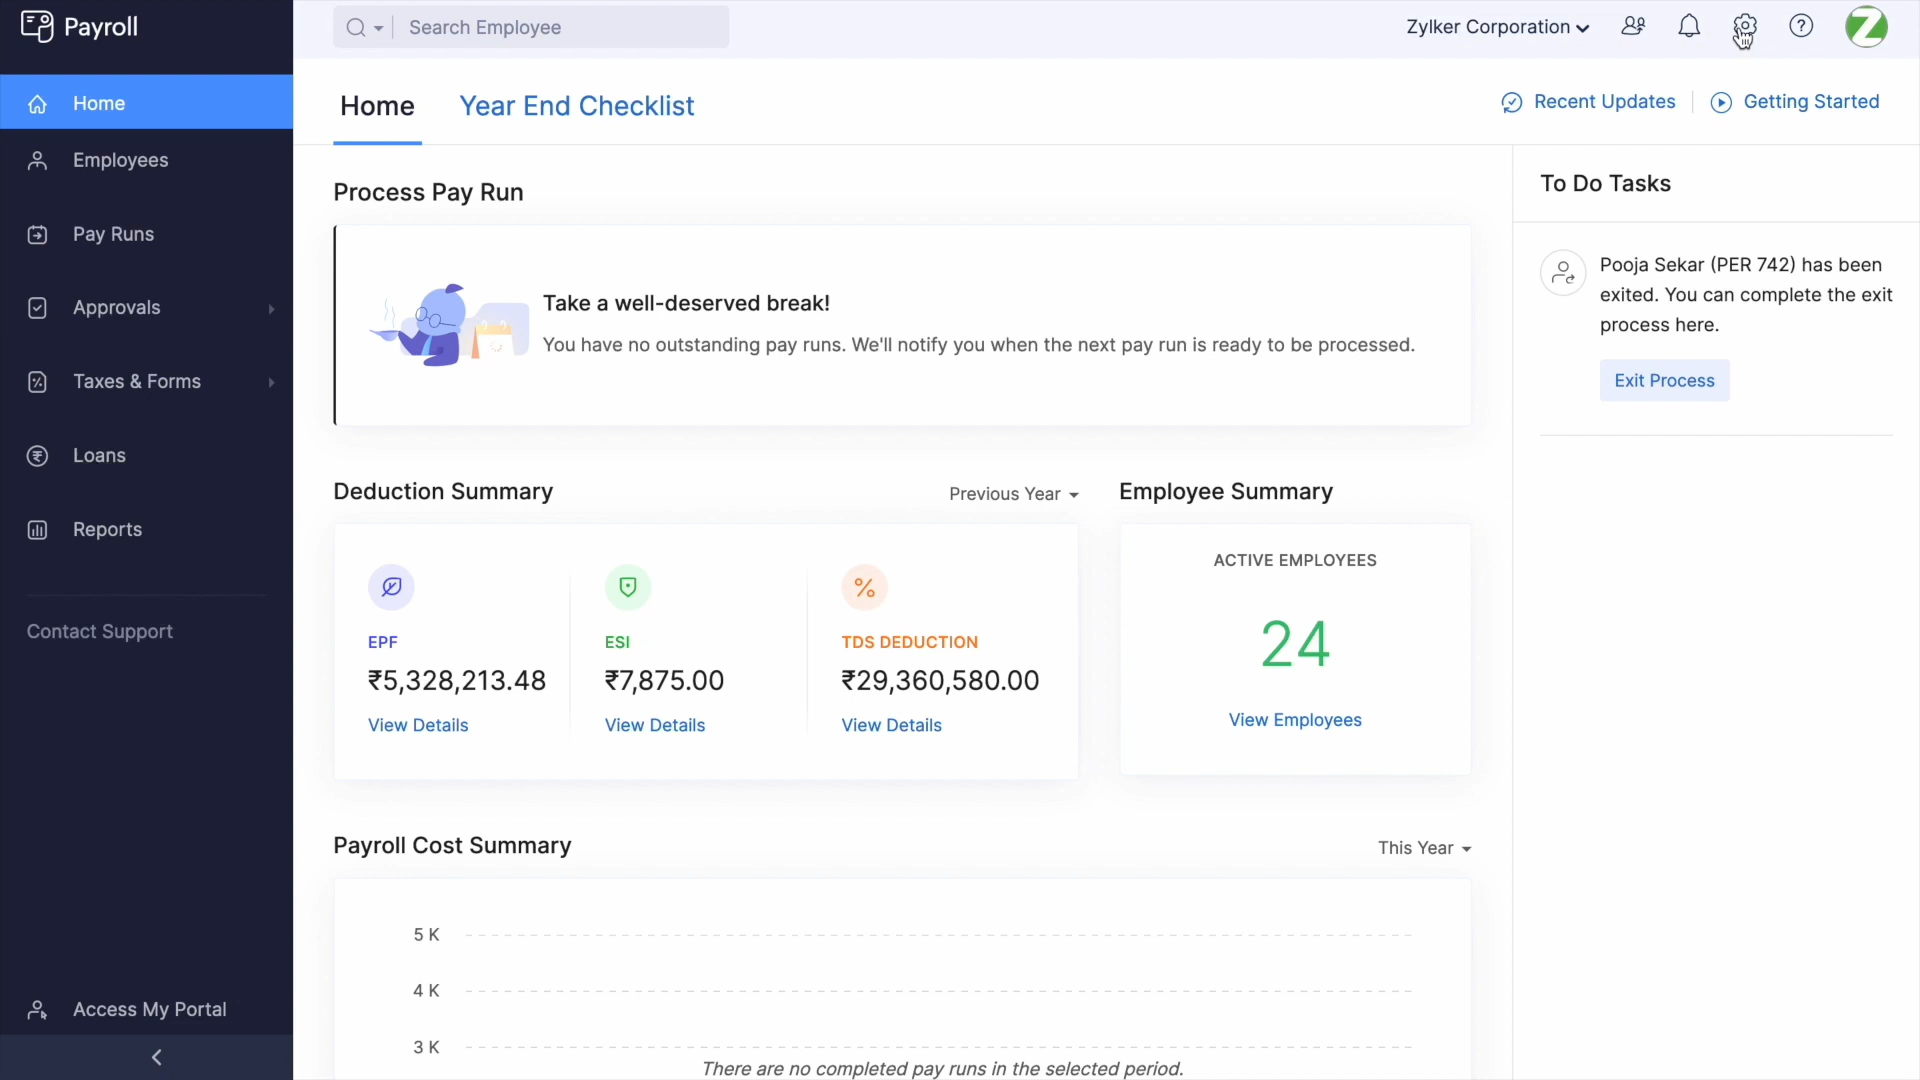 Payroll
Search Employee
Zylker Corporation
Home
Employees
Pay Runs
Approvals
Taxes & Forms
Loans
Reports
Contact Support
Access My Portal
Home
Year End Checklist
Recent Updates
Getting Started
Process Pay Run
Take a well-deserved break!
You have no outstanding pay runs. We'll notify you when the next pay run is ready to be processed.
To Do Tasks
Pooja Sekar (PER 742) has been
exited. You can complete the exit
process here.
Exit Process
Deduction Summary
Previous Year
EPF
₹5,328,213.48
View Details
ESI
₹7,875.00
View Details
TDS DEDUCTION
₹29,360,580.00
View Details
Employee Summary
ACTIVE EMPLOYEES
24
View Employees
Payroll Cost Summary
This Year
5 K
4 K
3 K
There are no completed pay runs in the selected period.